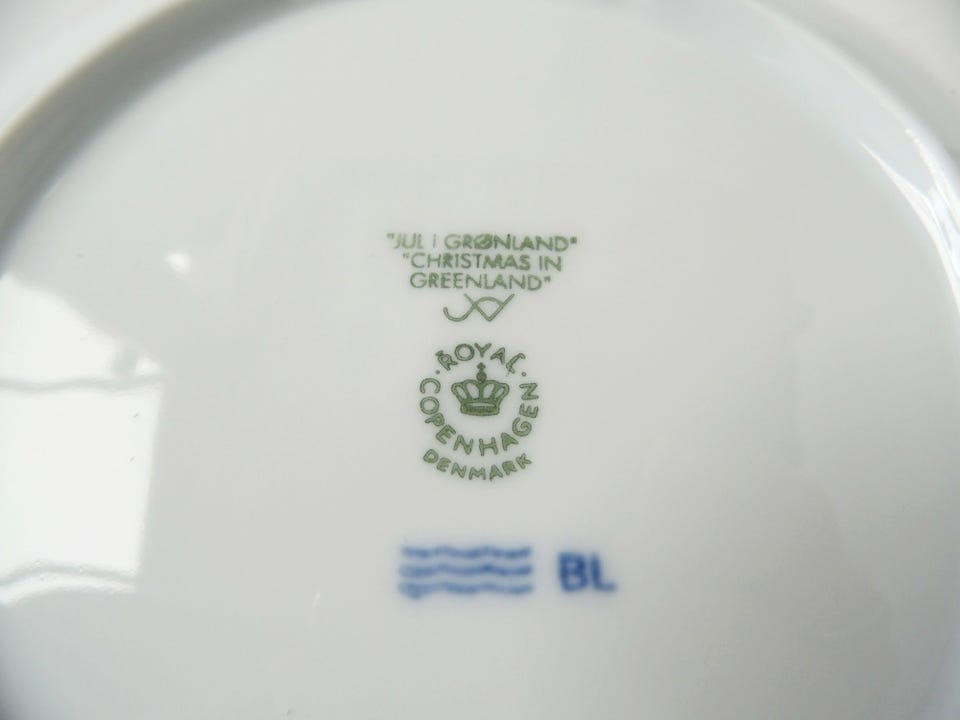 "JUL I GRØNLAND"
"CHRISTMAS IN
GREENLAND"
ROYAL
COPENHAGEN
DENMARK
BL